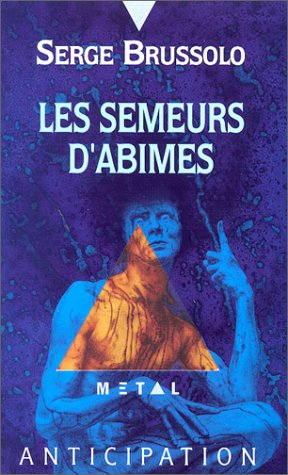 SERGE BRUSSOLO
LES SEMEURS
D'ABIMES
METAL
ANTICIPATION